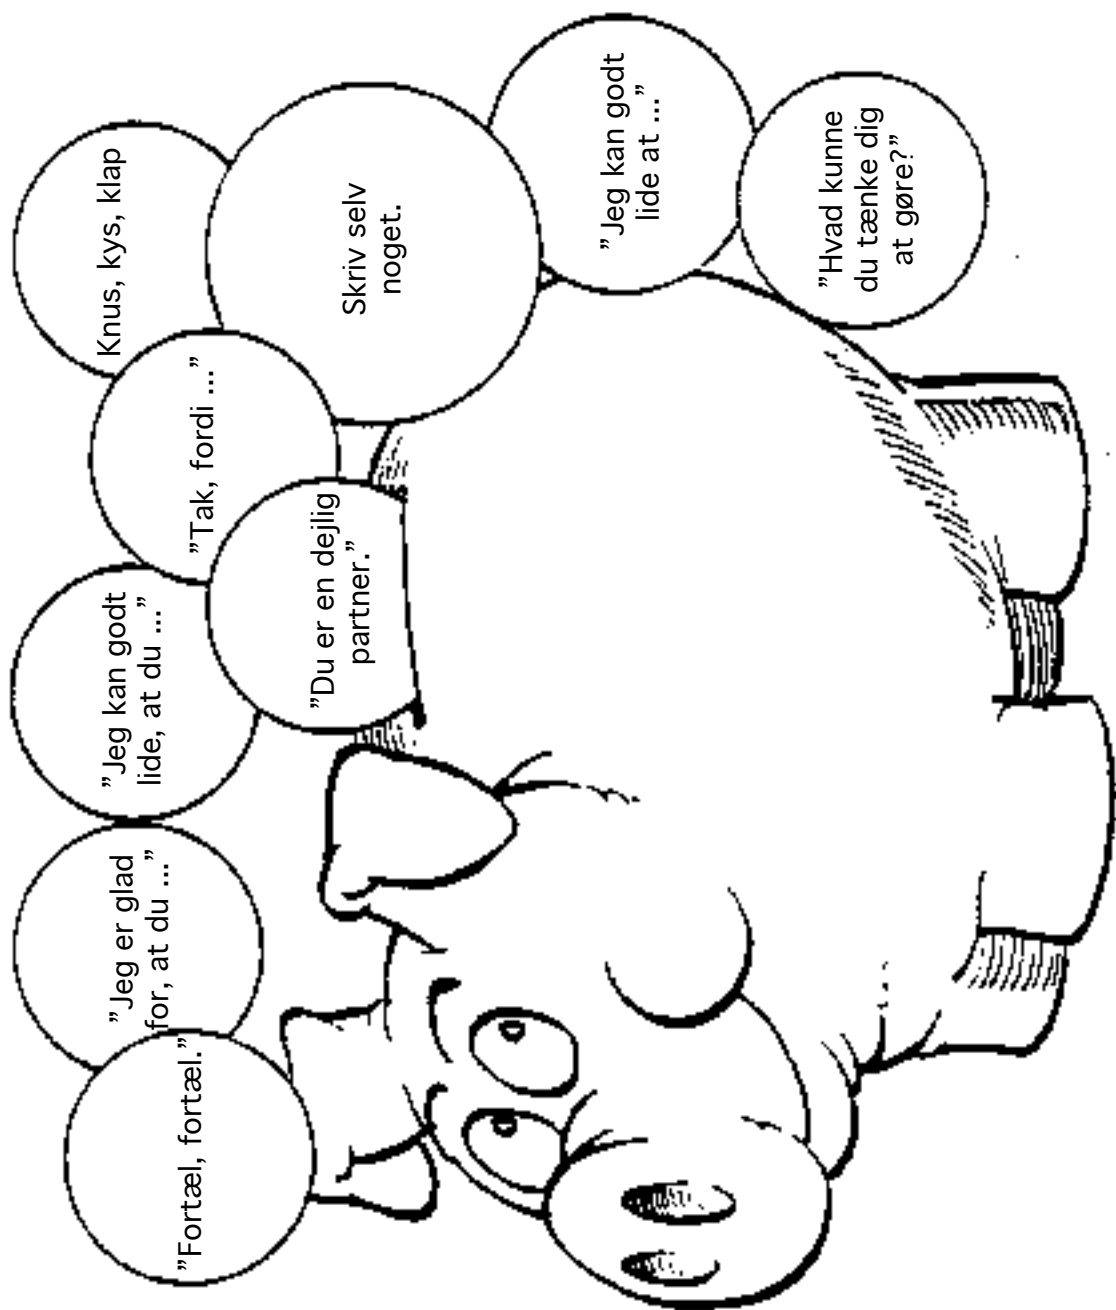 ”Fortæl, fortæl.”
”Jeg er glad
for, at du ...”
”Jeg kan godt
lide, at du ...”
”Du er en dejlig
partner.”
”Tak, fordi ...”
Knus, kys, klap
Skriv selv
noget.
”Jeg kan godt
lide at ...”
”Hvad kunne
du tænke dig
at gøre?”